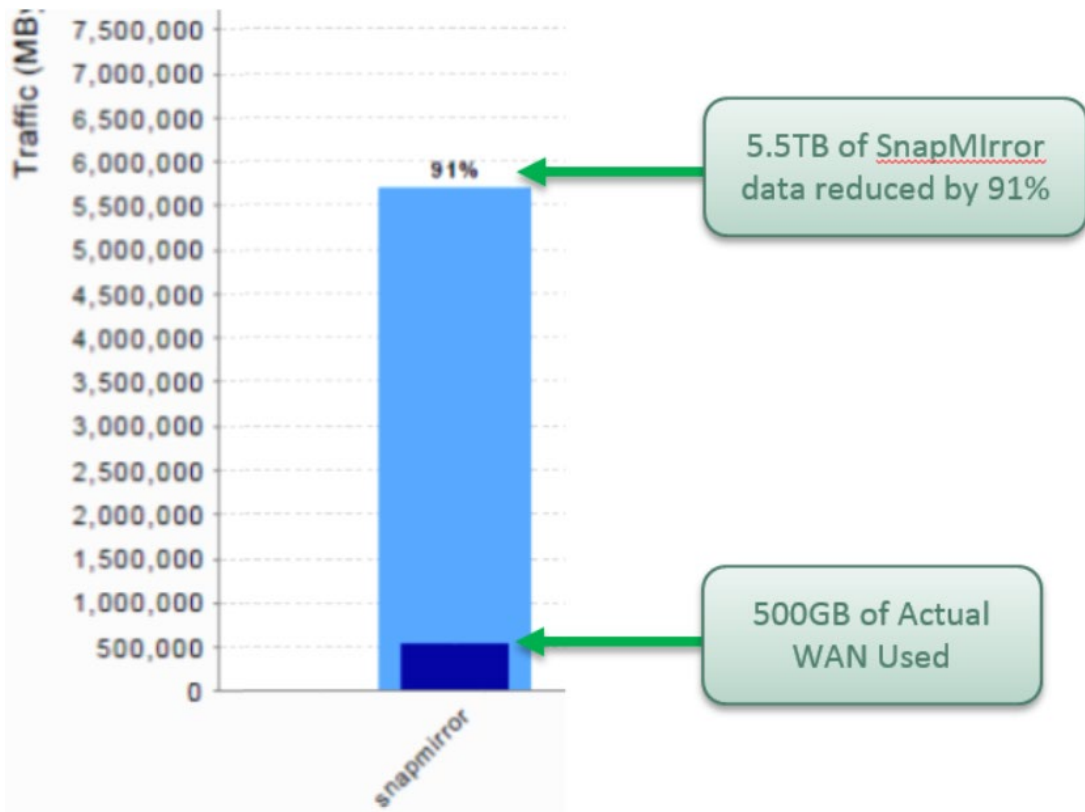 Traffic (MBy
7,500,000
7,000,000
6,500,000
6,000,000
5,500,000
5,000,000
4,500,000
4,000,000
3,500,000
3,000,000
2,500,000
2,000,000
1,500,000
1,000,000
500,000
0
91%
snapmirror
5.5TB of SnapMIrror
data reduced by 91%
500GB of Actual
WAN Used